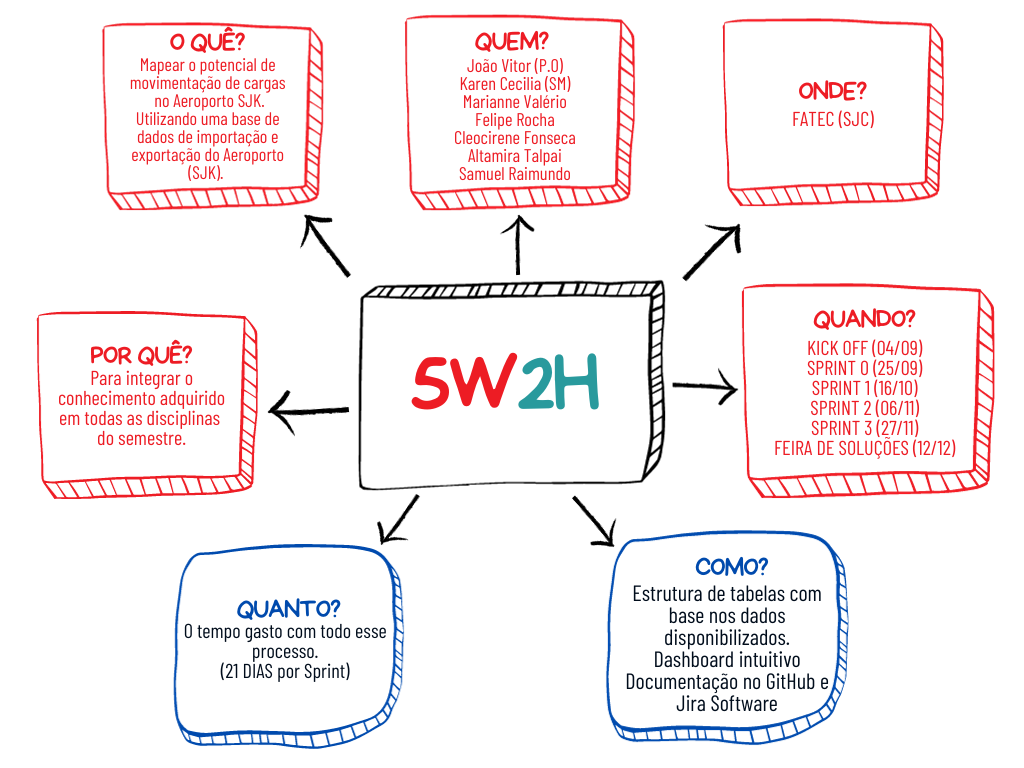 O QUÊ?
Mapear o potencial de
movimentação de cargas
no Aeroporto SJK.
Utilizando uma base de
dados de importação e
exportação do Aeroporto
(SJK).
QUEM?
João Vitor (P.O)
Karen Cecilia (SM)
Marianne Valério
Felipe Rocha
Cleocirene Fonseca
Altamira Talpai
Samuel Raimundo
ONDE?
FATEC (SJC)
POR QUÊ?
Para integrar o
conhecimento adquirido
em todas as disciplinas
do semestre.
5W2H
QUANDO?
KICK OFF (04/09)
SPRINT 0 (25/09)
SPRINT 1 (16/10)
SPRINT 2 (06/11)
SPRINT 3 (27/11)
FEIRA DE SOLUÇÕES (12/12)
QUANTO?
O tempo gasto com todo esse
processo.
(21 DIAS por Sprint)
COMO?
Estrutura de tabelas com
base nos dados
disponibilizados.
Dashboard intuitivo
Documentação no GitHub e
Jira Software